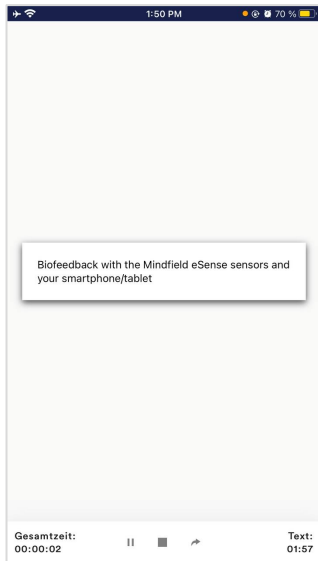 1:50 PM
70 %
Biofeedback with the Mindfield eSense sensors and
your smartphone/tablet
Gesamtzeit:
00:00:02
Text:
01:57